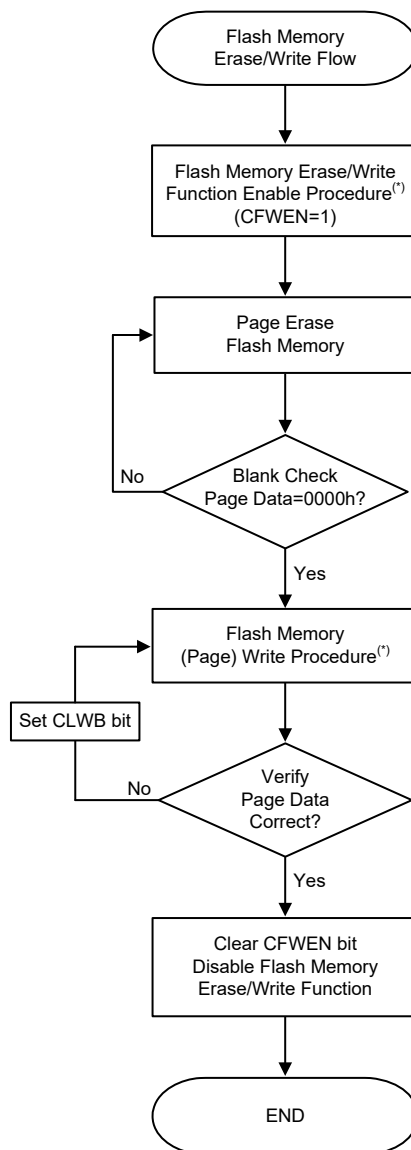 Flash Memory
Erase/Write Flow
Flash Memory Erase/Write
Function Enable Procedure(*)
(CFWEN=1)
Page Erase
Flash Memory
No
Blank Check
Page Data=0000h?
Yes
Flash Memory
(Page) Write Procedure(*)
Set CLWB bit
No
Verify
Page Data
Correct?
Yes
Clear CFWEN bit
Disable Flash Memory
Erase/Write Function
END